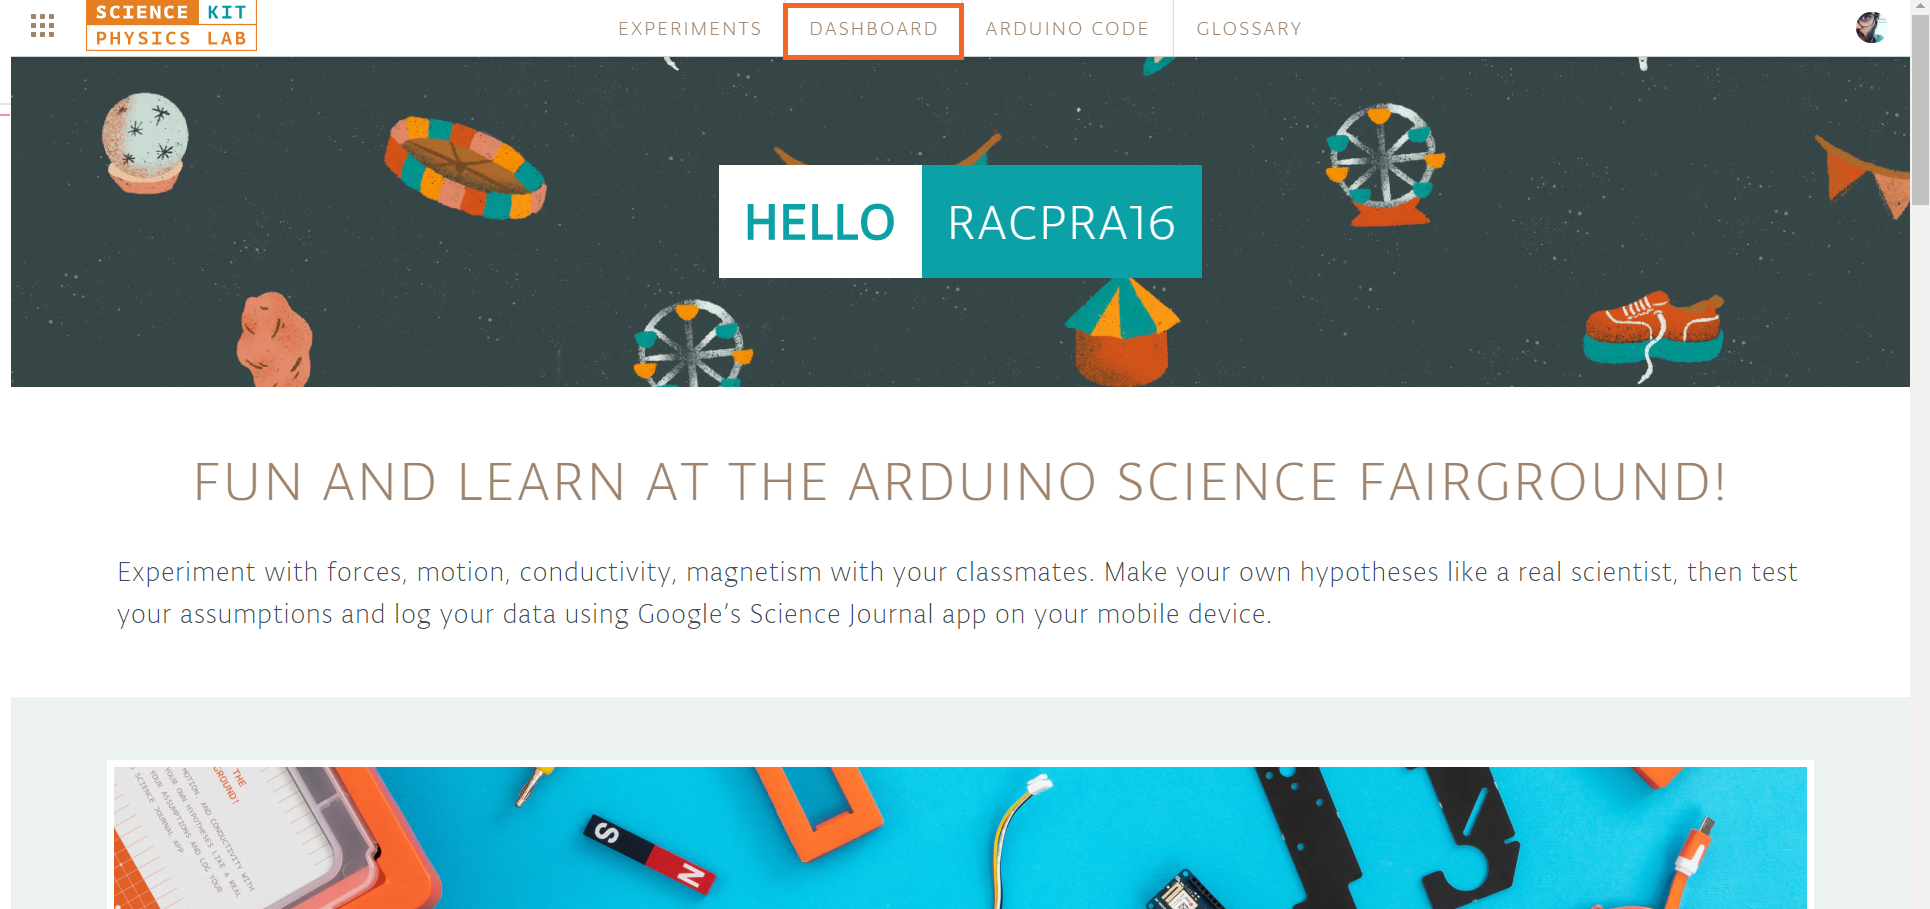 SCIENCE KIT
PHYSICS LAB
EXPERIMENTS
DASHBOARD
ARDUINO CODE
GLOSSARY
HELLO RACPRA16
FUN AND LEARN AT THE ARDUINO SCIENCE FAIRGROUND!
Experiment with forces, motion, conductivity, magnetism with your classmates. Make your own hypotheses like a real scientist, then test
your assumptions and log your data using Google’s Science Journal app on your mobile device.
THE
GROUND!
MOTION, AND CONDUCTIVITY WITH
YOUR OWN HYPOTHESES LIKE A REAL
YOUR ASSUMPTIONS AND LOG YOUR
SCIENCE JOURNAL APP
S
N